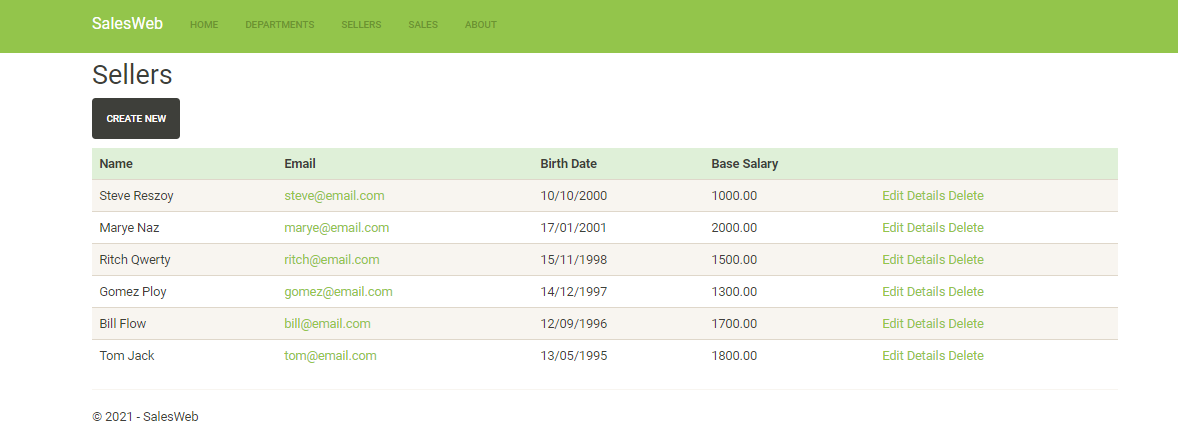 SalesWeb HOME DEPARTMENTS SELLERS SALES ABOUT
Sellers
CREATE NEW
Name Email Birth Date Base Salary
Steve Reszoy steve@email.com 10/10/2000 1000.00 Edit Details Delete
Marye Naz marye@email.com 17/01/2001 2000.00 Edit Details Delete
Ritch Qwerty ritch@email.com 15/11/1998 1500.00 Edit Details Delete
Gomez Ploy gomez@email.com 14/12/1997 1300.00 Edit Details Delete
Bill Flow bill@email.com 12/09/1996 1700.00 Edit Details Delete
Tom Jack tom@email.com 13/05/1995 1800.00 Edit Details Delete
© 2021 - SalesWeb